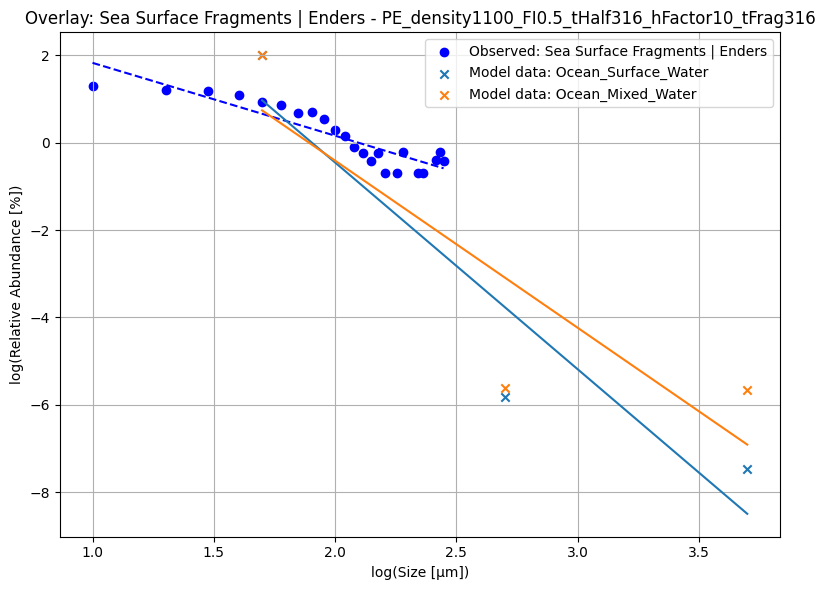 Overlay: Sea Surface Fragments | Enders - PE_density1100_FI0.5_tHalf316_hFactor10_tFrag316
Observed: Sea Surface Fragments | Enders
Model data: Ocean_Surface_Water
Model data: Ocean_Mixed_Water
log(Relative Abundance [%])
2
0
−2
−4
−6
−8
1.0
1.5
2.0
2.5
3.0
3.5
log(Size [μm])